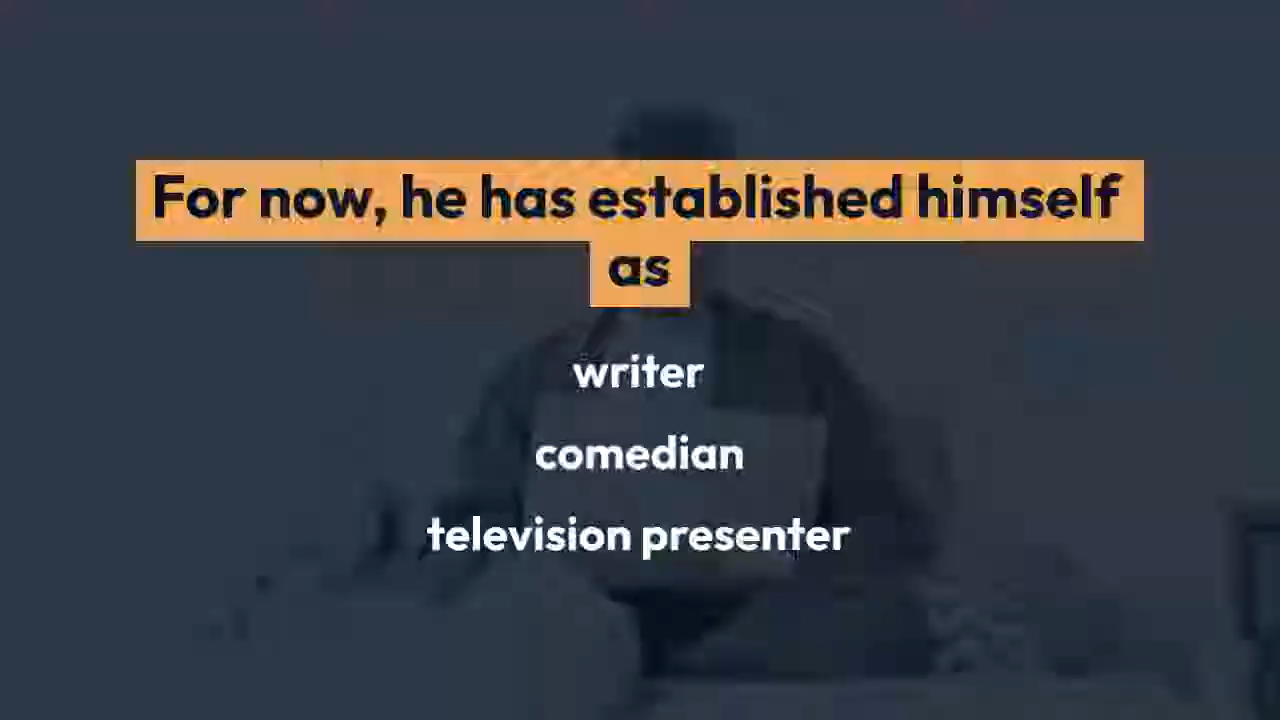 For now, he has established himself
as
writer
comedian
television presenter